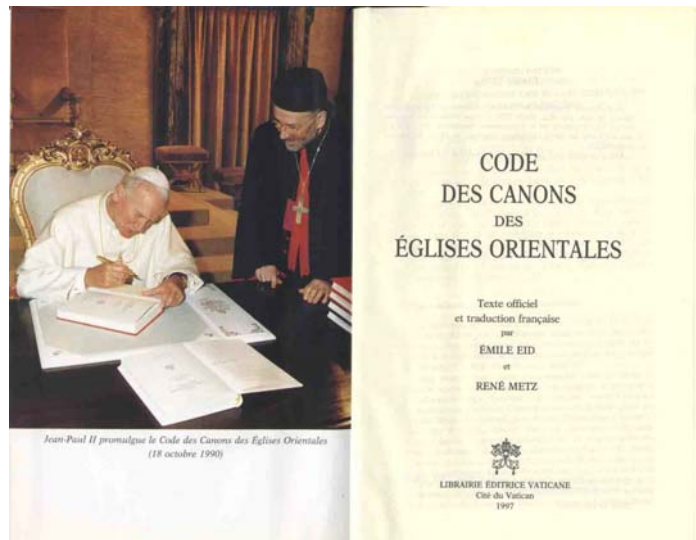 Jean-Paul II promulgue le Code des Canons des Églises Orientales
(18 octobre 1990)
CODE
DES CANONS
DES
ÉGLISES ORIENTALES
Texte officiel
et traduction française
par
ÉMILE EID
et
RENÉ METZ
LIBRAIRIE ÉDITRICE VATICANE
Cité du Vatican
1997